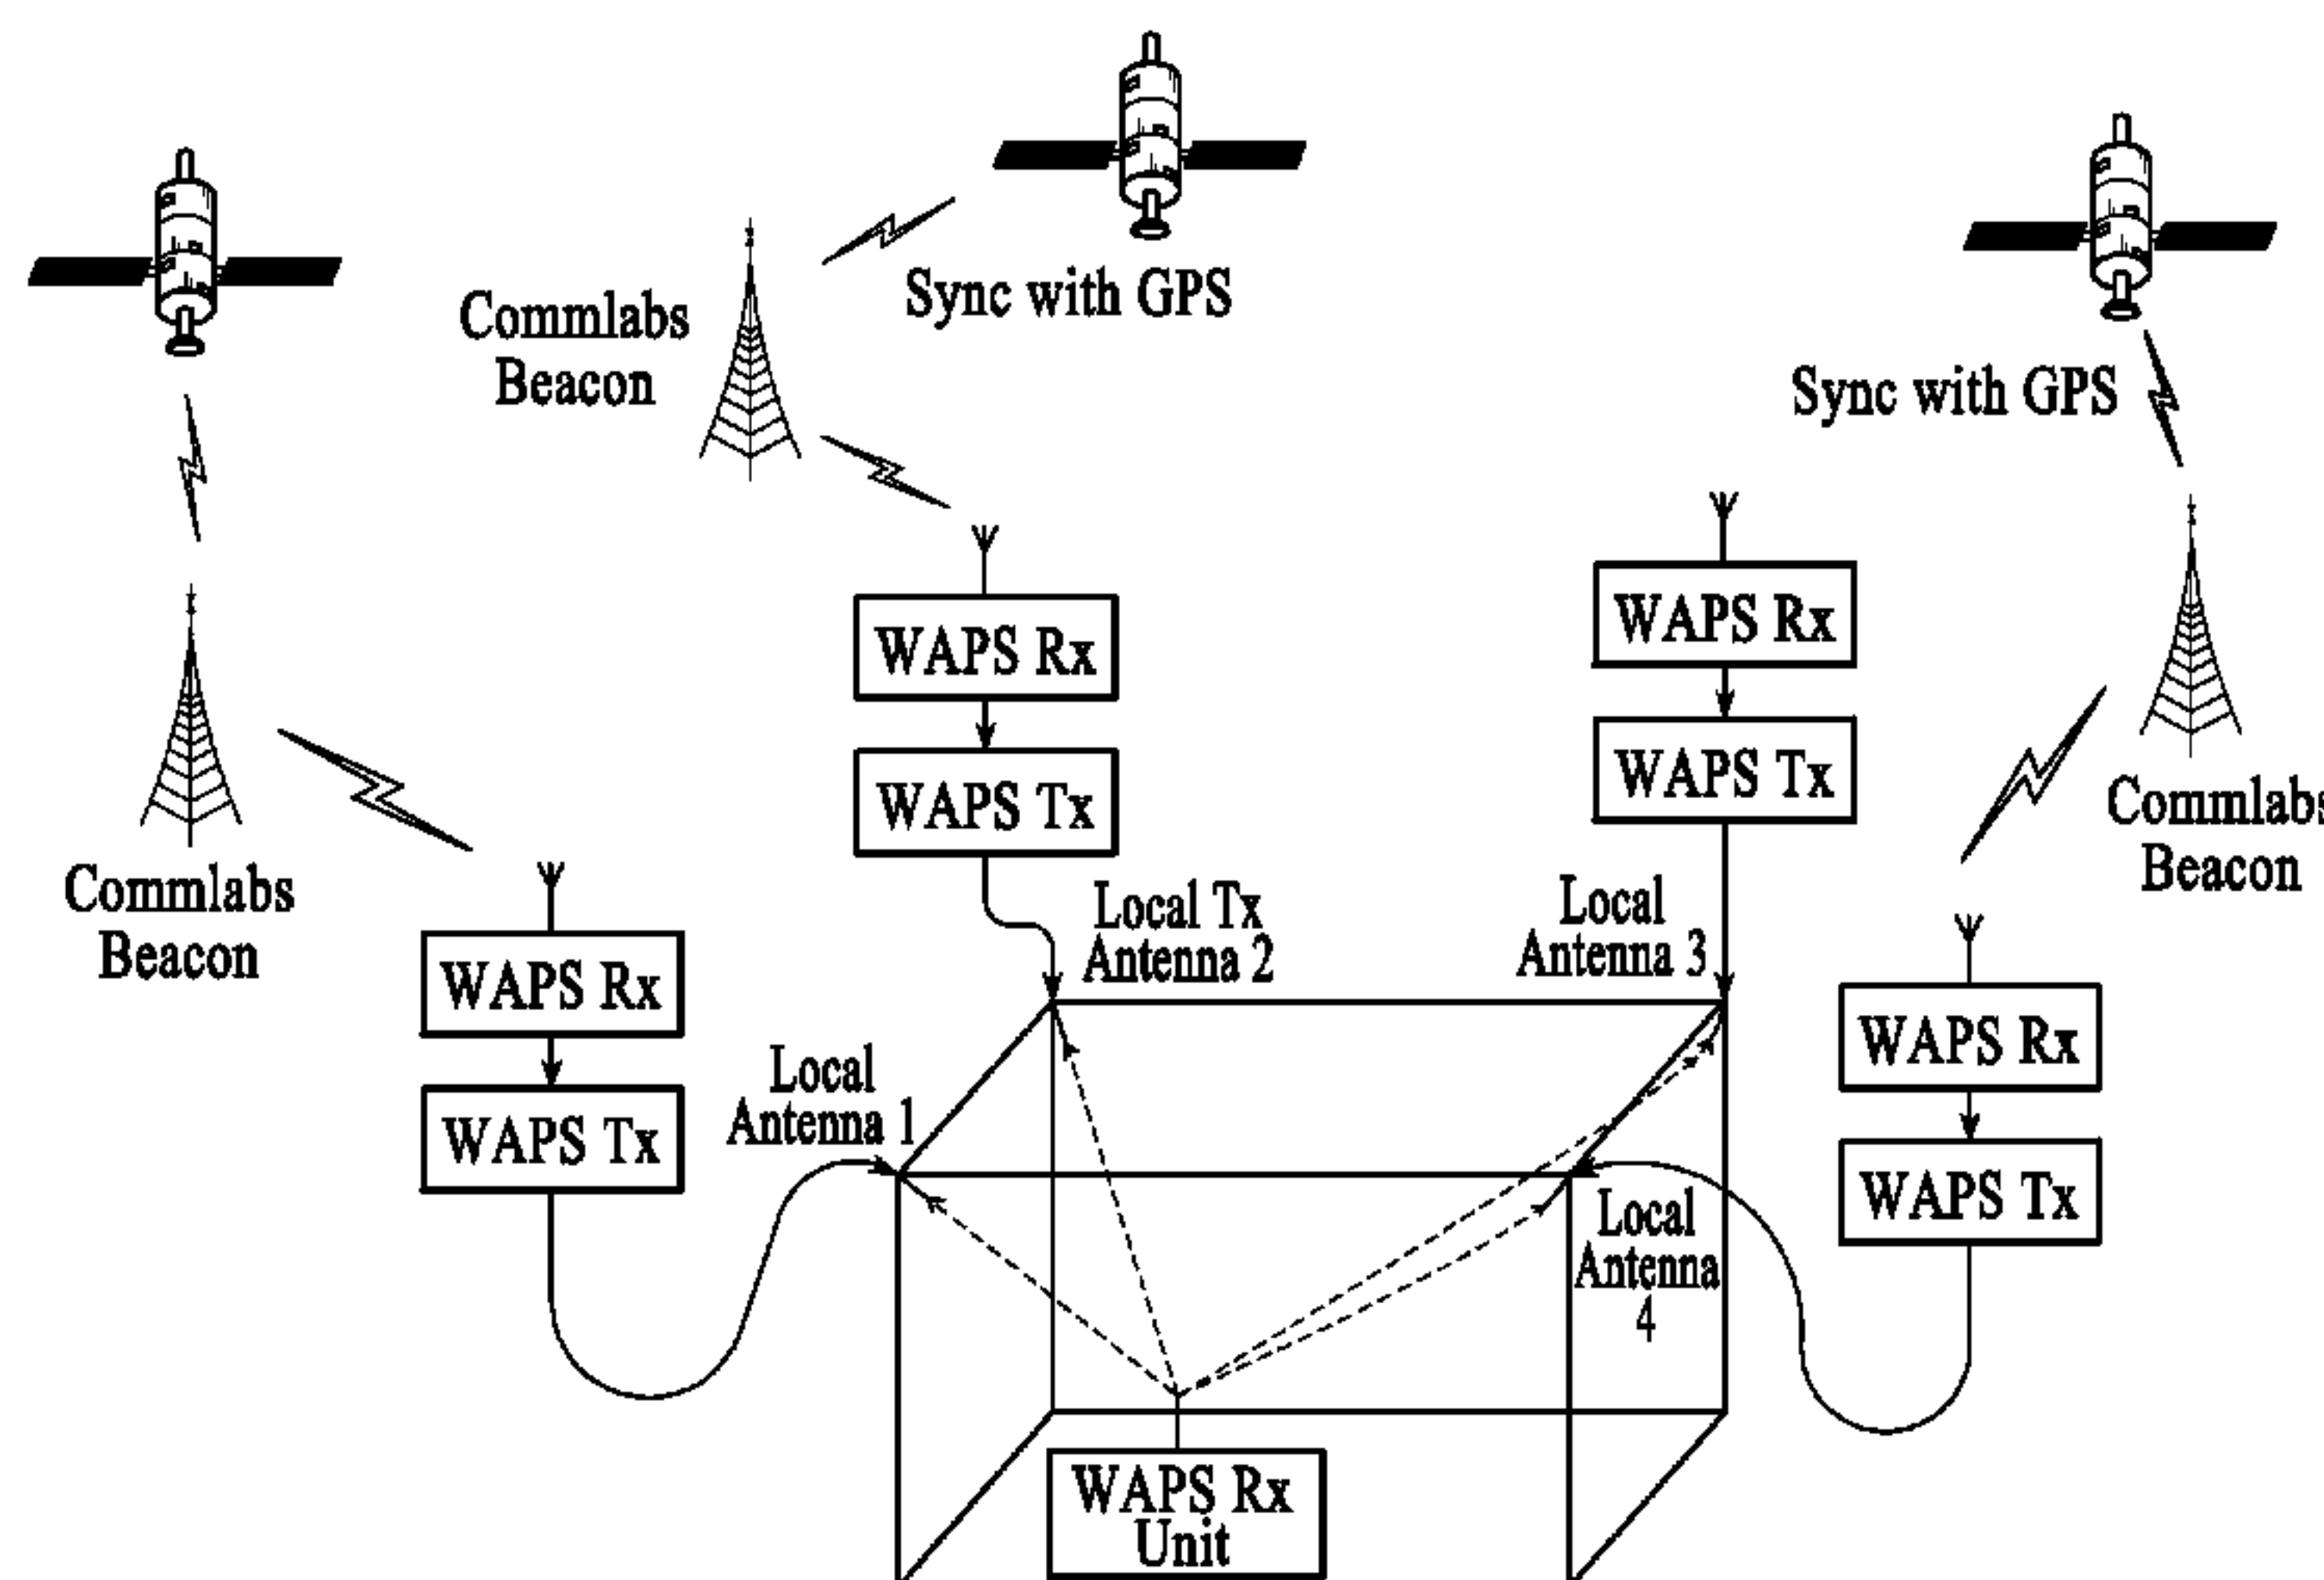 Sync with GPS
Commlabs
Beacon
Sync with GPS
WAPS Rx
WAPS Tx
WAPS Rx
WAPS Tx
Commlabs
Beacon
Commlabs
Beacon
Local Tx
Antenna 2
Local
Antenna 3
WAPS Rx
WAPS Tx
Local
Antenna 1
WAPS Rx
WAPS Tx
Local
Antenna
4
WAPS Rx
Unit